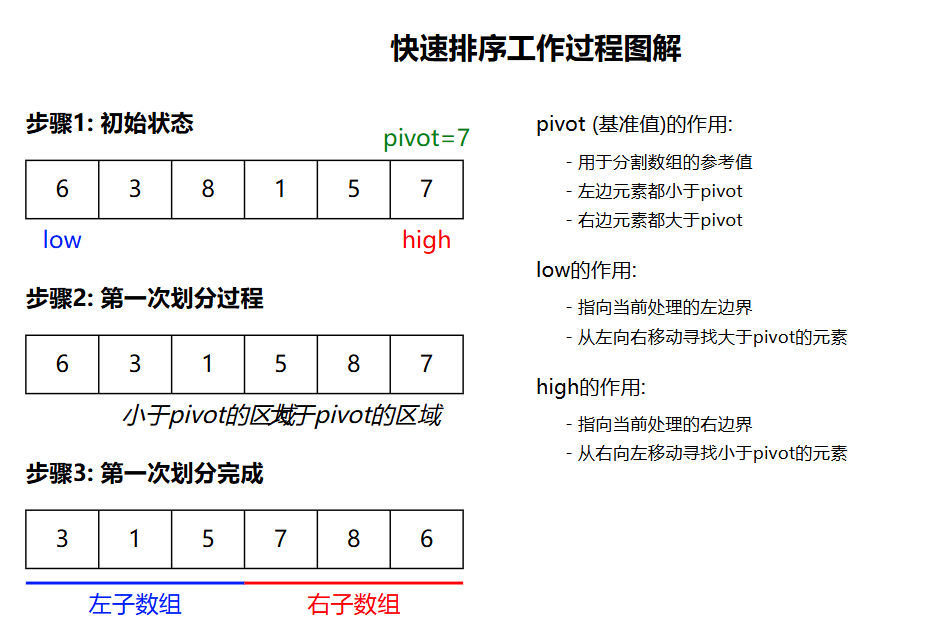 快速排序工作过程图解
步骤1: 初始状态
pivot=7
6 3 8 1 5 7
low high
步骤2: 第一次划分过程
6 3 1 5 8 7
小于pivot的区域 大于pivot的区域
步骤3: 第一次划分完成
3 1 5 7 8 6
左子数组 右子数组
pivot (基准值)的作用:
- 用于分割数组的参考值
- 左边元素都小于pivot
- 右边元素都大于pivot
low的作用:
- 指向当前处理的左边界
- 从左向右移动寻找大于pivot的元素
high的作用:
- 指向当前处理的右边界
- 从右向左移动寻找小于pivot的元素